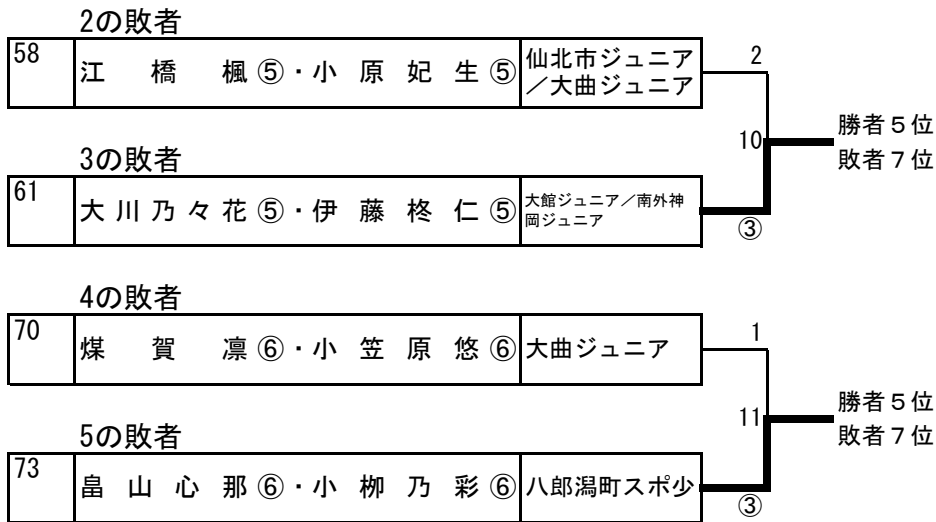 2の敗者
58 江橋楓⑤・小原妃生⑤ 仙北市ジュニア
／大曲ジュニア
2
10
勝者５位
敗者７位
3の敗者
61 大川乃々花⑤・伊藤柊仁⑤ 大館ジュニア／南外神
岡ジュニア
③
4の敗者
70 煤賀凛⑥・小笠原悠⑥ 大曲ジュニア
1
11
勝者５位
敗者７位
5の敗者
73 畠山心那⑥・小栁乃彩⑥ 八郎潟町スポ少
③